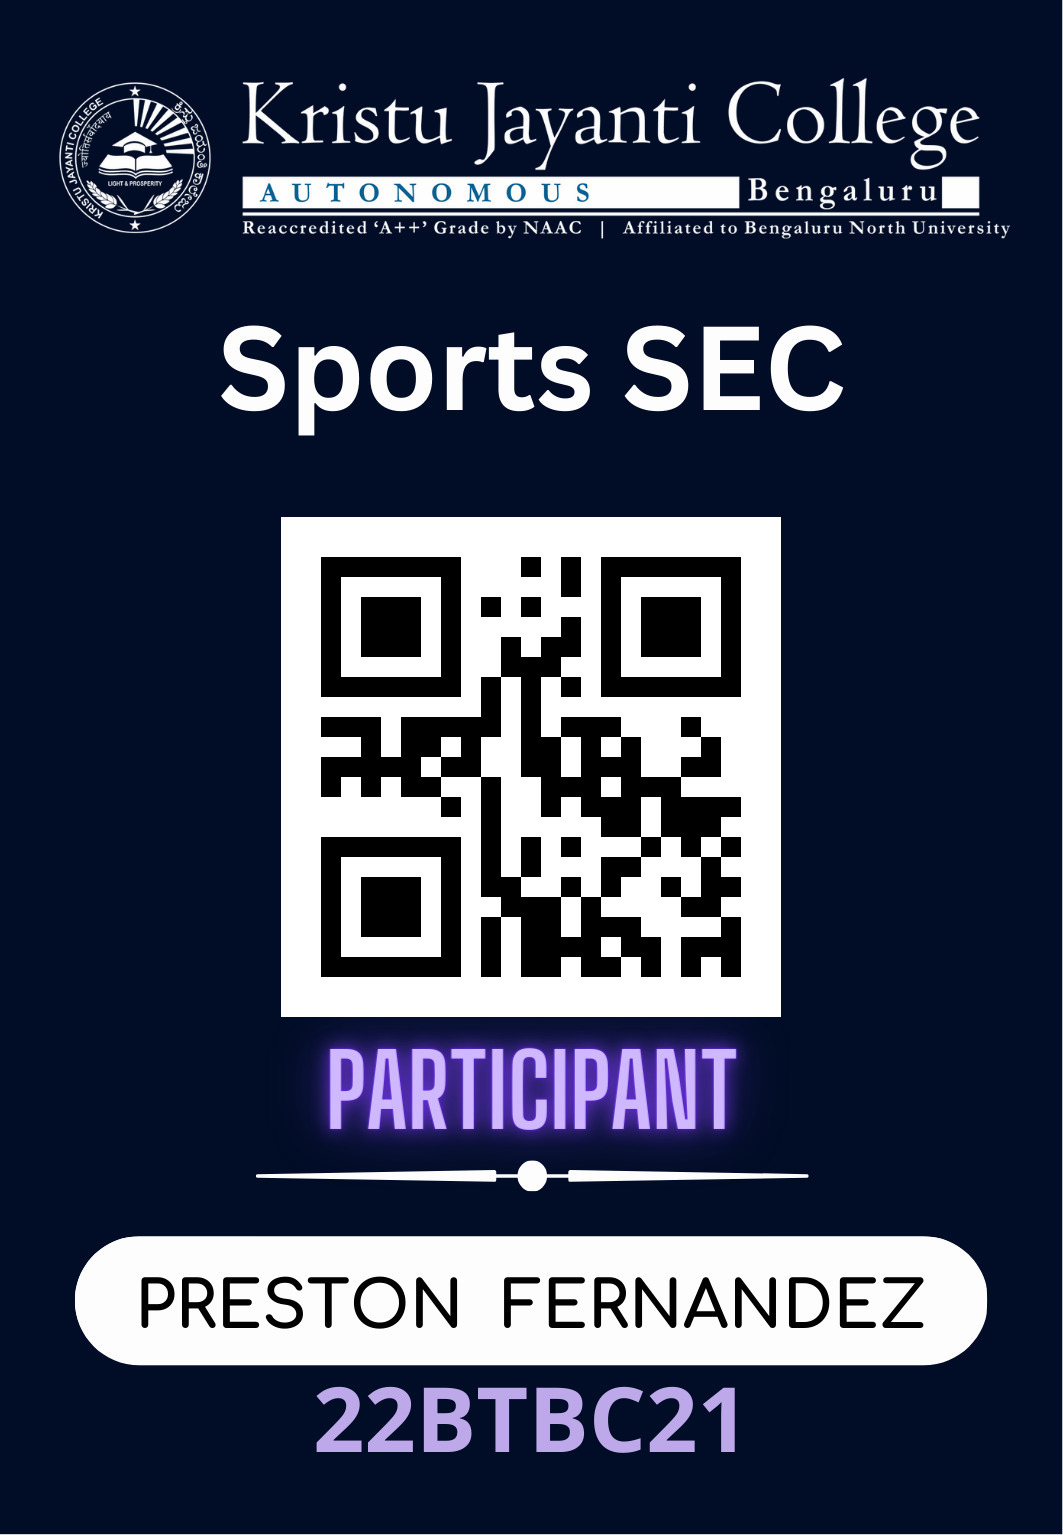 Kristu Jayanti College
AUTONOMOUS Bengaluru
Reaccredited ‘A++’ Grade by NAAC | Affiliated to Bengaluru North University
KRISTU JAYANTI COLLEGE
LIGHT & PROSPERITY
Sports SEC
PARTICIPANT
PRESTON FERNANDEZ
22BTBC21